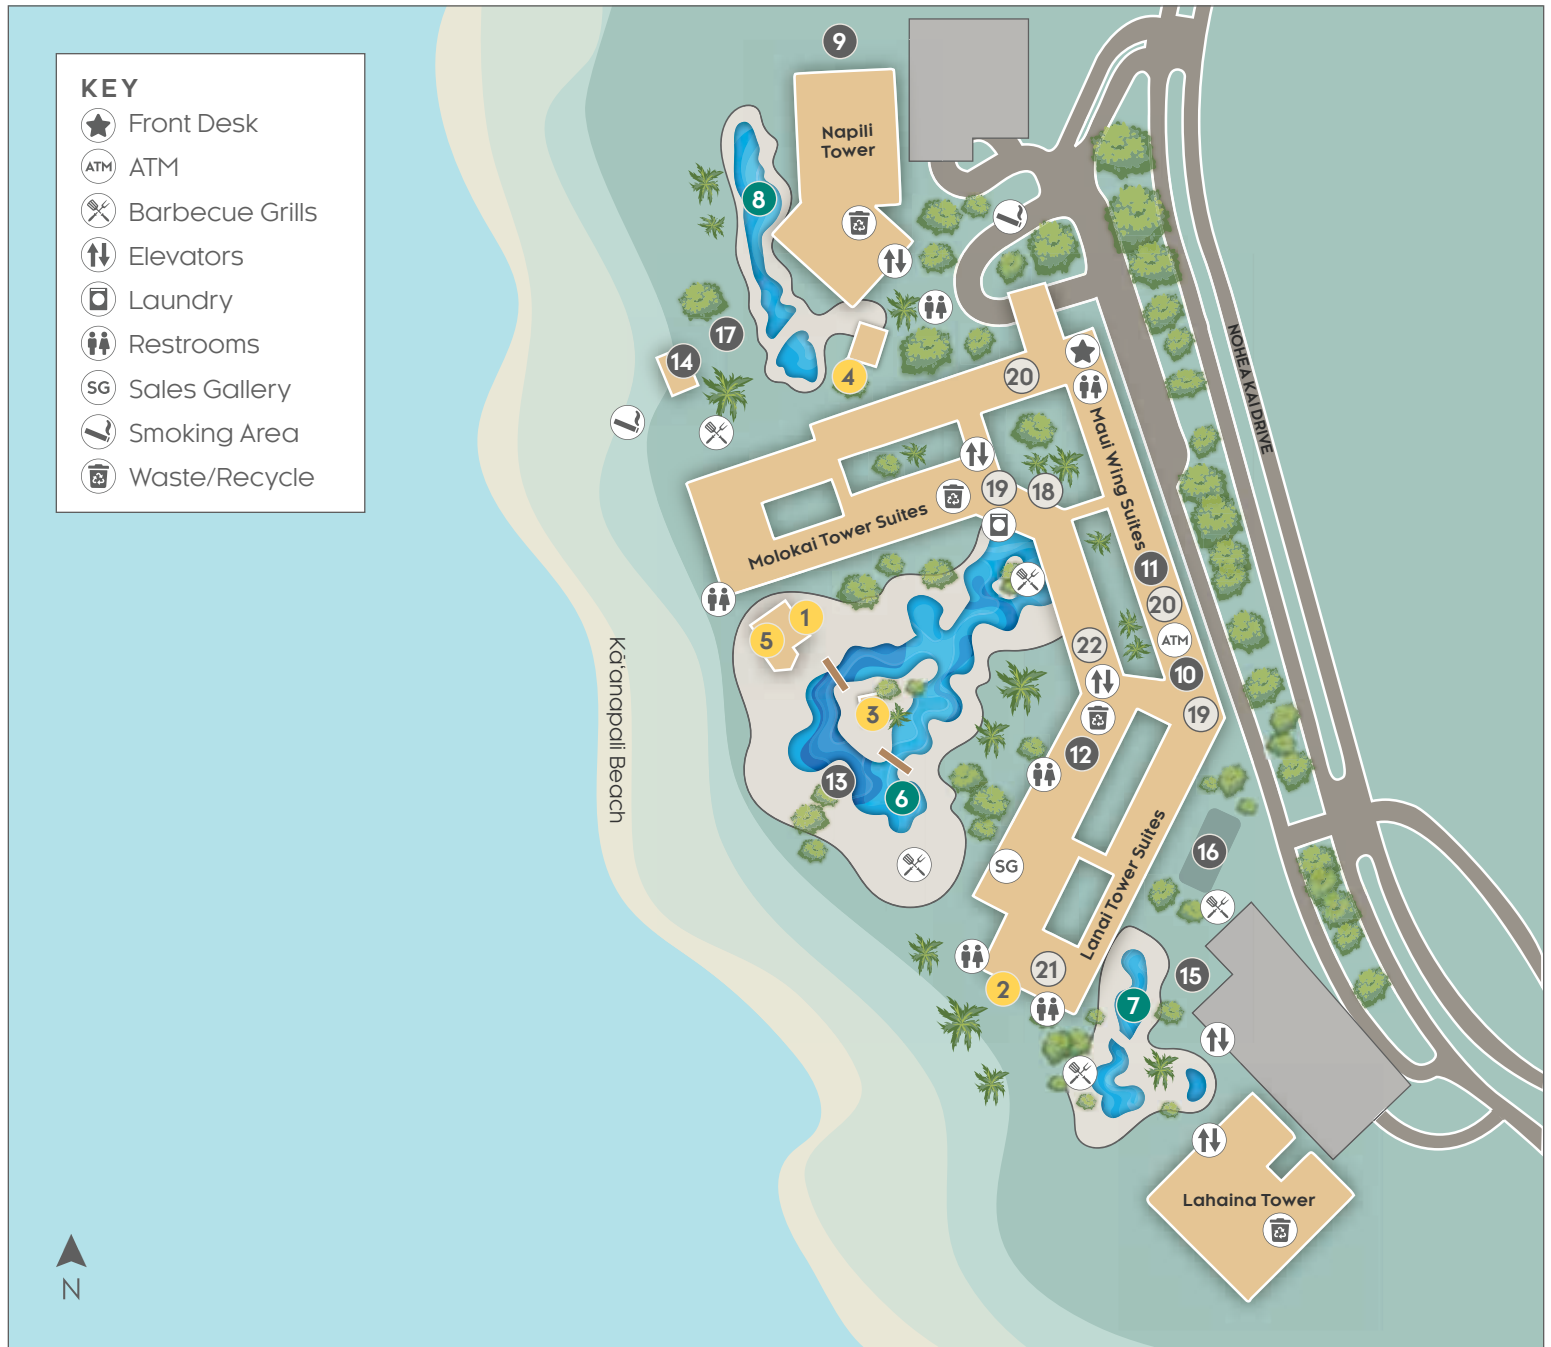 KEY
Front Desk
ATM ATM
Barbecue Grills
Elevators
Laundry
Restrooms
SG Sales Gallery
Smoking Area
Waste/Recycle
9
Napili
Tower
8
17
14
4
20
NOHEA KAI DRIVE
Maui Wing Suites
19
18
Molokai Tower Suites
11
20
1
5
22
ATM
10
Kā'anapali Beach
3
19
12
13
6
16
SG
Lanai Tower Suites
21
2
15
7
Lahaina Tower
N